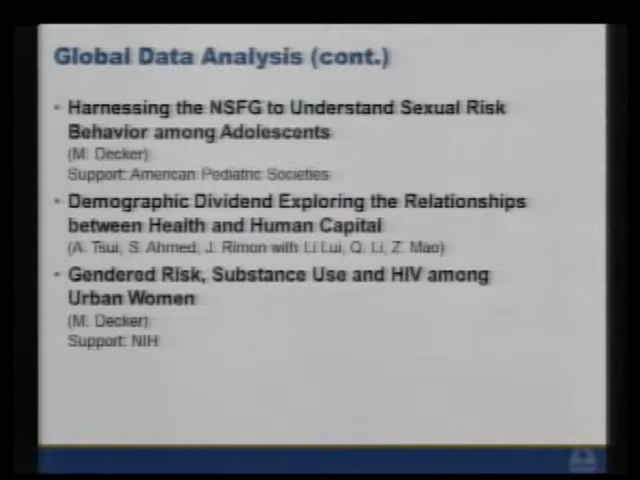 Global Data Analysis (cont.)
• Harnessing the NSFG to Understand Sexual Risk
Behavior among Adolescents
(M. Decker)
Support: American Pediatric Societies
• Demographic Dividend Exploring the Relationships
between Health and Human Capital
(A. Tsui, S. Ahmed, J. Rimon with Li Lui, Q. Li, Z. Mao)
• Gendered Risk, Substance Use and HIV among
Urban Women
(M. Decker)
Support: NIH